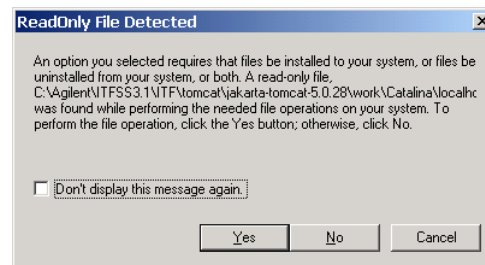 ReadOnly File Detected
An option you selected requires that files be installed to your system, or files be
uninstalled from your system, or both. A read-only file,
C:\Agilent\ITFSS3.1\ITF\tomcat\jakarta-tomcat-5.0.28\work\Catalina\localhc
was found while performing the needed file operations on your system. To
perform the file operation, click the Yes button; otherwise, click No.
Don't display this message again.
Yes No Cancel